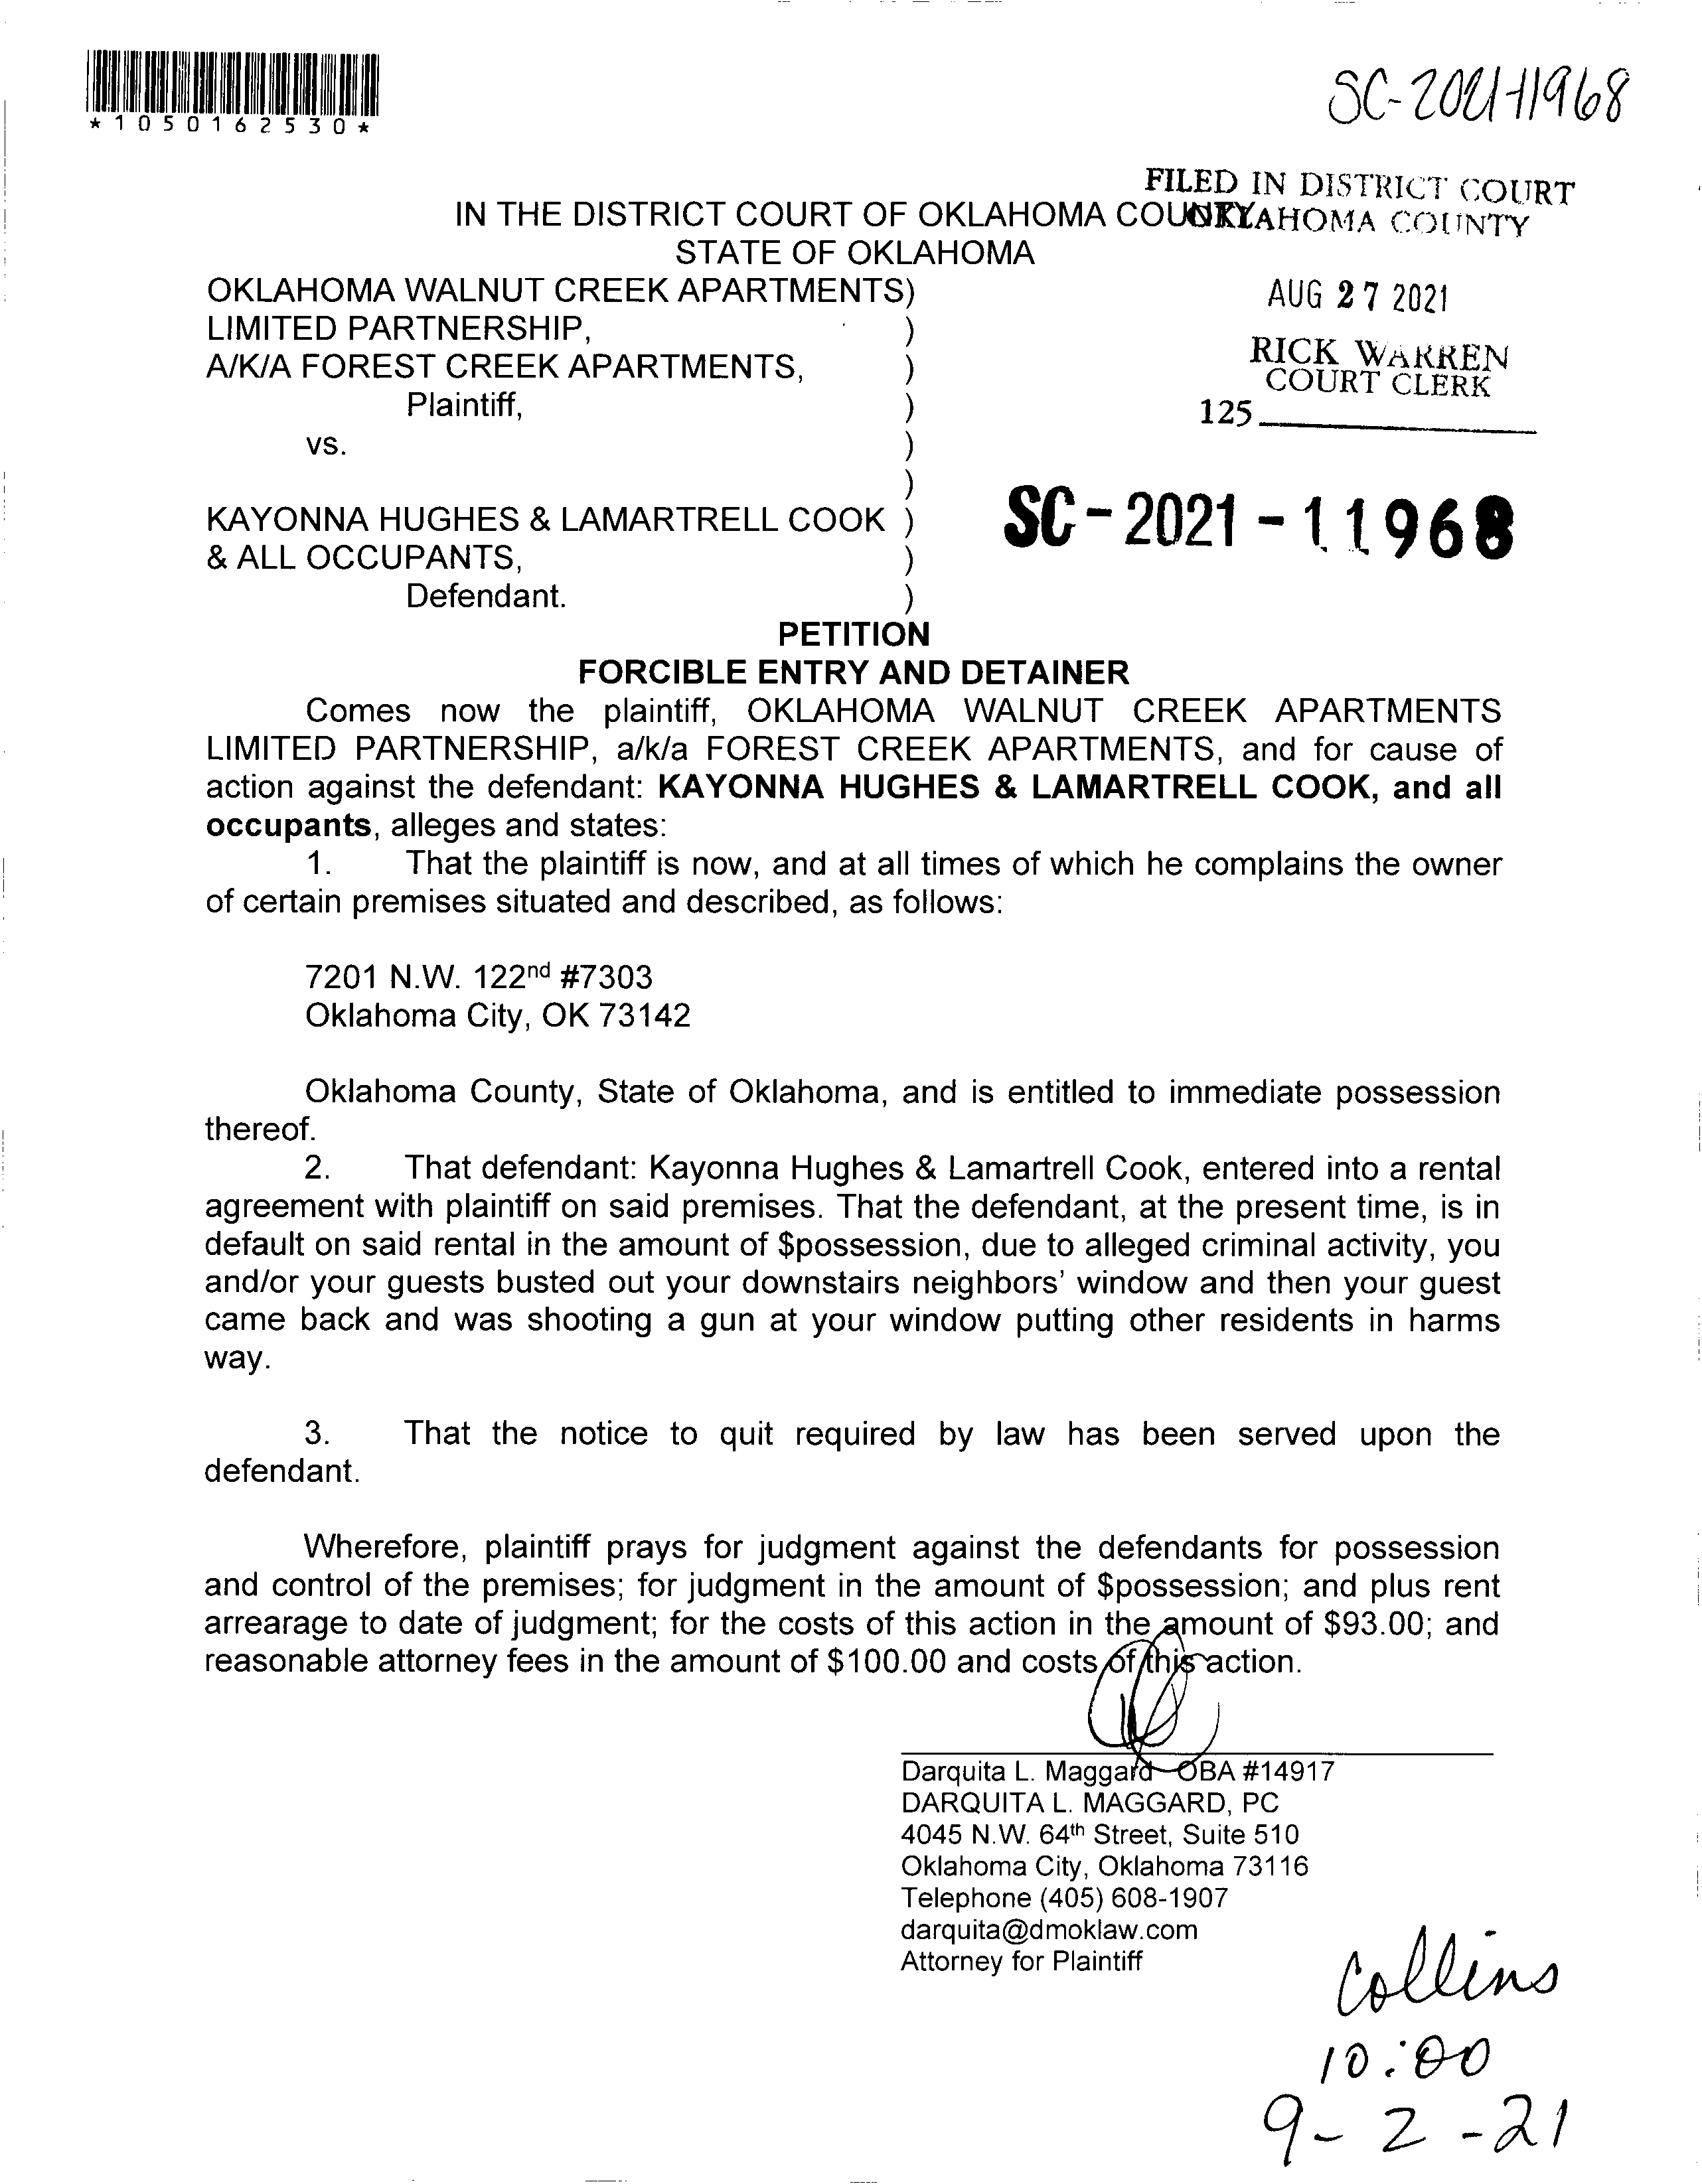 *1050162530*
SC-2021-11968
FILED IN DISTRICT COURT
OKLAHOMA COUNTY
IN THE DISTRICT COURT OF OKLAHOMA COUNTY
STATE OF OKLAHOMA
AUG 27 2021
RICK WARREN
COURT CLERK
125
OKLAHOMA WALNUT CREEK APARTMENTS)
LIMITED PARTNERSHIP, )
A/K/A FOREST CREEK APARTMENTS, )
Plaintiff, )
vs. )
)
KAYONNA HUGHES & LAMARTRELL COOK )
& ALL OCCUPANTS, )
Defendant. )
SC-2021-11968
PETITION
FORCIBLE ENTRY AND DETAINER
Comes now the plaintiff, OKLAHOMA WALNUT CREEK APARTMENTS
LIMITED PARTNERSHIP, a/k/a FOREST CREEK APARTMENTS, and for cause of
action against the defendant: KAYONNA HUGHES & LAMARTRELL COOK, and all
occupants, alleges and states:
1. That the plaintiff is now, and at all times of which he complains the owner
of certain premises situated and described, as follows:
7201 N.W. 122nd #7303
Oklahoma City, OK 73142
Oklahoma County, State of Oklahoma, and is entitled to immediate possession
thereof.
2. That defendant: Kayonna Hughes & Lamartrell Cook, entered into a rental
agreement with plaintiff on said premises. That the defendant, at the present time, is in
default on said rental in the amount of $possession, due to alleged criminal activity, you
and/or your guests busted out your downstairs neighbors' window and then your guest
came back and was shooting a gun at your window putting other residents in harms
way.
3. That the notice to quit required by law has been served upon the
defendant.
Wherefore, plaintiff prays for judgment against the defendants for possession
and control of the premises; for judgment in the amount of $possession; and plus rent
arrearage to date of judgment; for the costs of this action in the amount of $93.00; and
reasonable attorney fees in the amount of $100.00 and costs of this action.
Darquita L. Maggard OBA #14917
DARQUITA L. MAGGARD, PC
4045 N.W. 64th Street, Suite 510
Oklahoma City, Oklahoma 73116
Telephone (405) 608-1907
darquita@dmoklaw.com
Attorney for Plaintiff
Collins
10:00
9-2-21